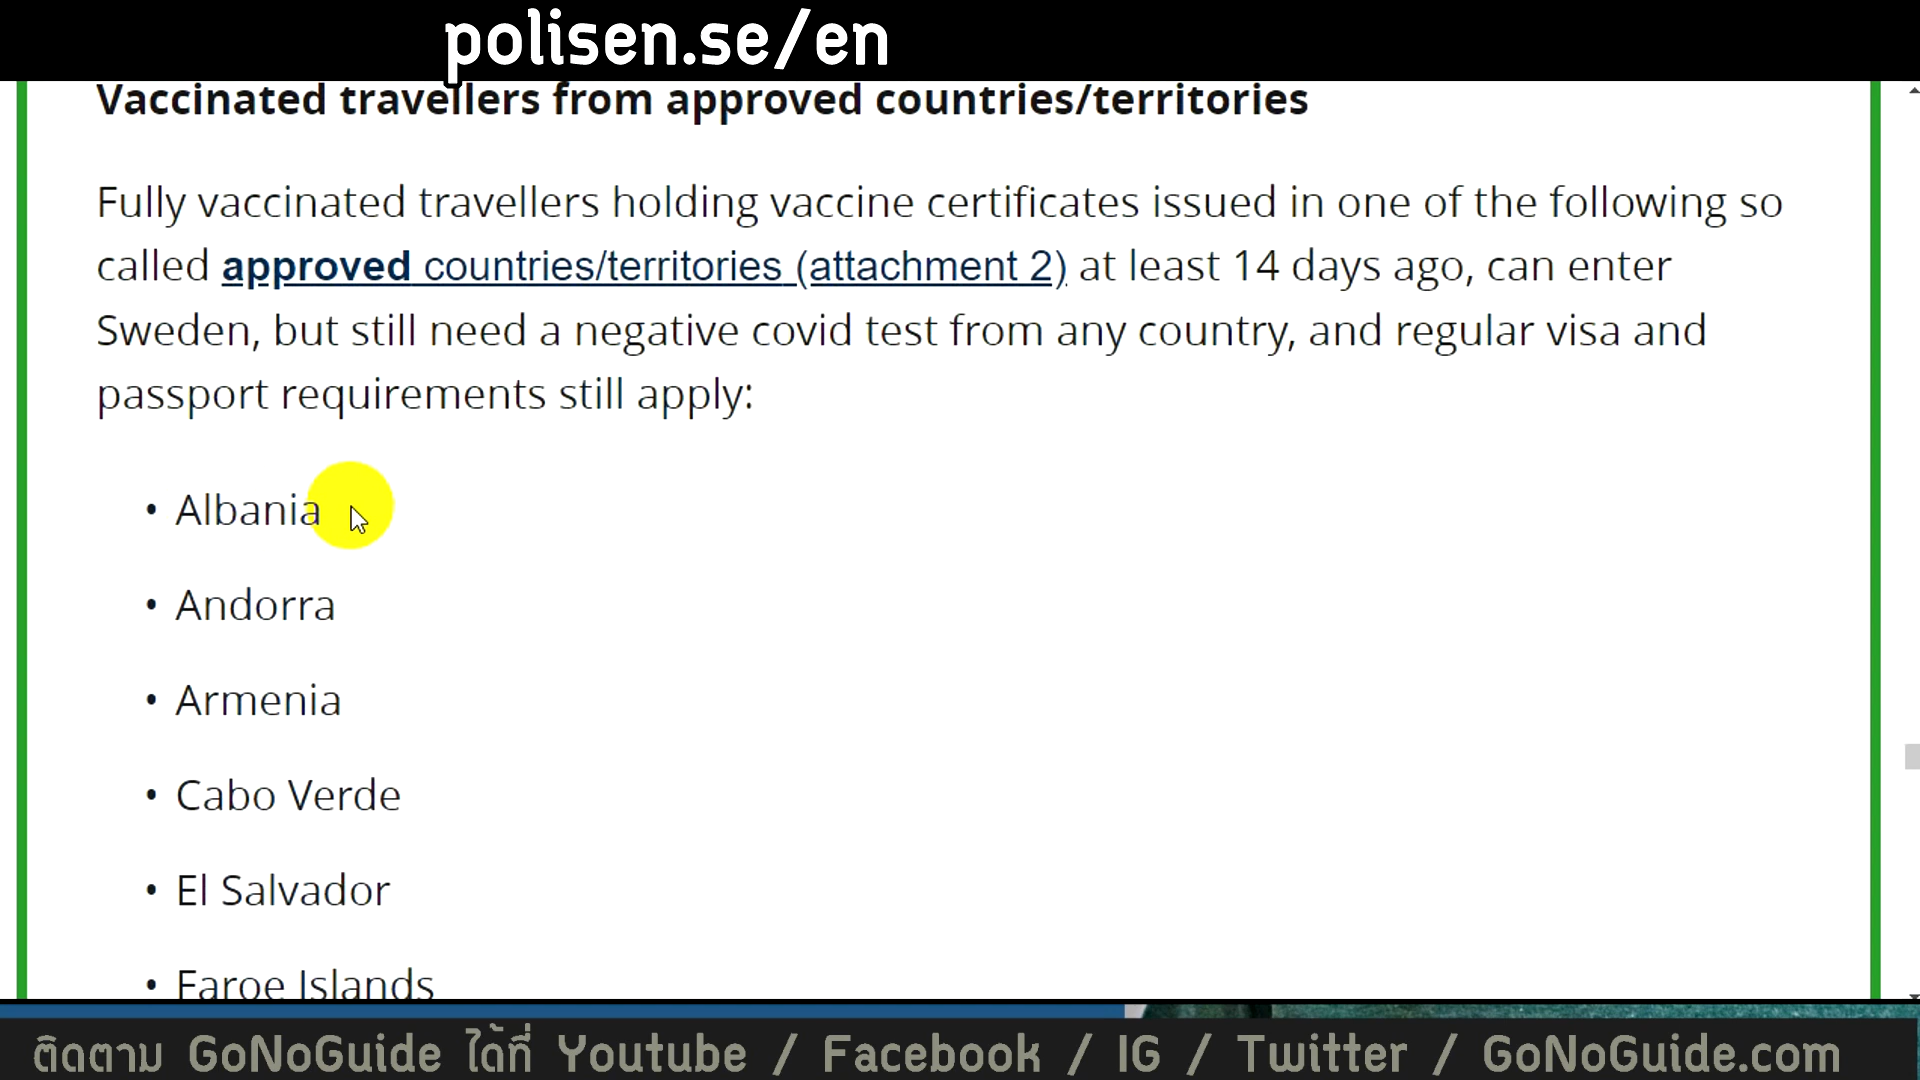 polisen.se/en
Vaccinated travellers from approved countries/territories
Fully vaccinated travellers holding vaccine certificates issued in one of the following so
called approved countries/territories (attachment 2) at least 14 days ago, can enter
Sweden, but still need a negative covid test from any country, and regular visa and
passport requirements still apply:
• Albania
• Andorra
• Armenia
• Cabo Verde
• El Salvador
• Faroe Islands
ติดตาม GoNoGuide ได้ที่ Youtube / Facebook / IG / Twitter / GoNoGuide.com